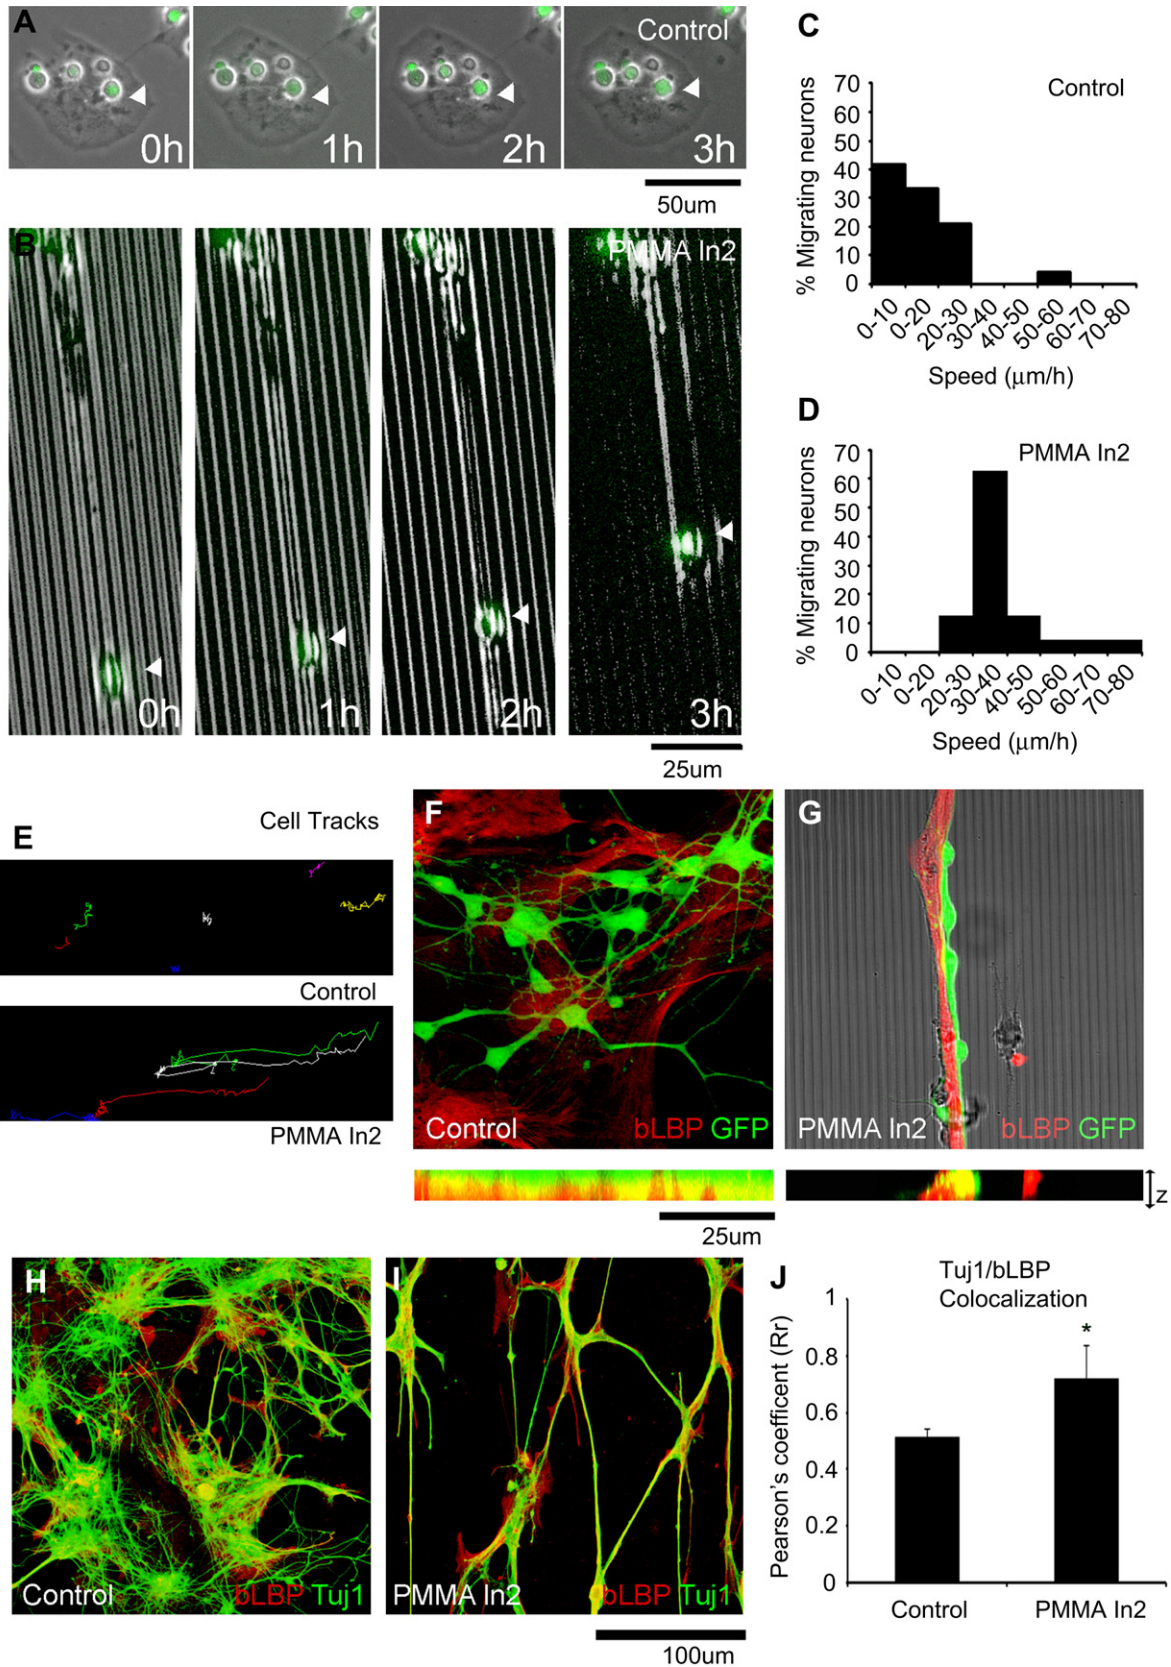 A
Control
0h
1h
2h
3h
50um
B
PMMA In2
0h
1h
2h
3h
25um
C
Control
% Migrating neurons
70
60
50
40
30
20
10
0
0-10
0-20
20-30
30-40
40-50
50-60
60-70
70-80
Speed (μm/h)
D
PMMA In2
% Migrating neurons
70
60
50
40
30
20
10
0
0-10
0-20
20-30
30-40
40-50
50-60
60-70
70-80
Speed (μm/h)
E
Cell Tracks
Control
PMMA In2
F
Control
bLBP GFP
G
PMMA In2
bLBP GFP
z
25um
H
Control
bLBP Tuj1
I
PMMA In2
bLBP Tuj1
100um
J
Tuj1/bLBP
Colocalization
Pearson's coefficent (Rr)
1
0.8
0.6
0.4
0.2
0
*
Control
PMMA In2